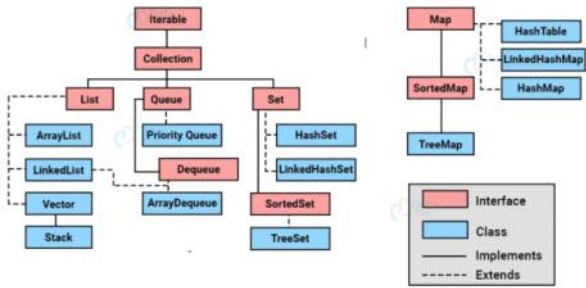 Iterable
Collection
List
Queue
Set
ArrayList
Priority Queue
HashSet
LinkedList
Dequeue
LinkedHashSet
Vector
ArrayDequeue
SortedSet
Stack
TreeSet
Map
HashTable
LinkedHashMap
SortedMap
HashMap
TreeMap
Interface
Class
Implements
Extends